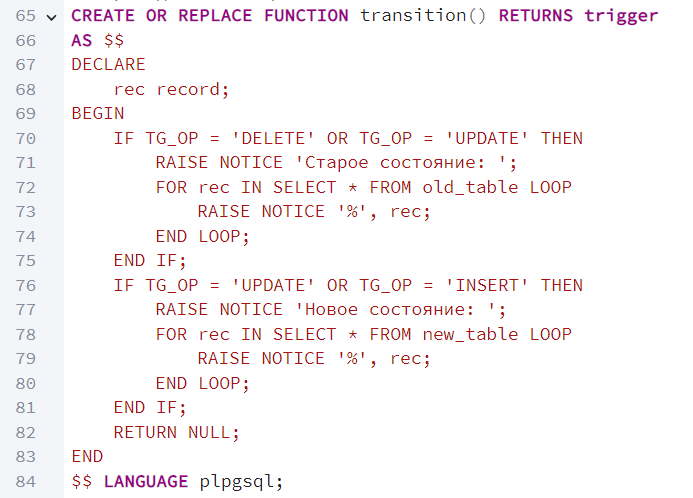 65 CREATE OR REPLACE FUNCTION transition() RETURNS trigger
66 AS $$
67 DECLARE
68     rec record;
69 BEGIN
70     IF TG_OP = 'DELETE' OR TG_OP = 'UPDATE' THEN
71         RAISE NOTICE 'Старое состояние: ';
72         FOR rec IN SELECT * FROM old_table LOOP
73             RAISE NOTICE '%', rec;
74         END LOOP;
75     END IF;
76     IF TG_OP = 'UPDATE' OR TG_OP = 'INSERT' THEN
77         RAISE NOTICE 'Новое состояние: ';
78         FOR rec IN SELECT * FROM new_table LOOP
79             RAISE NOTICE '%', rec;
80         END LOOP;
81     END IF;
82     RETURN NULL;
83 END
84 $$ LANGUAGE plpgsql;